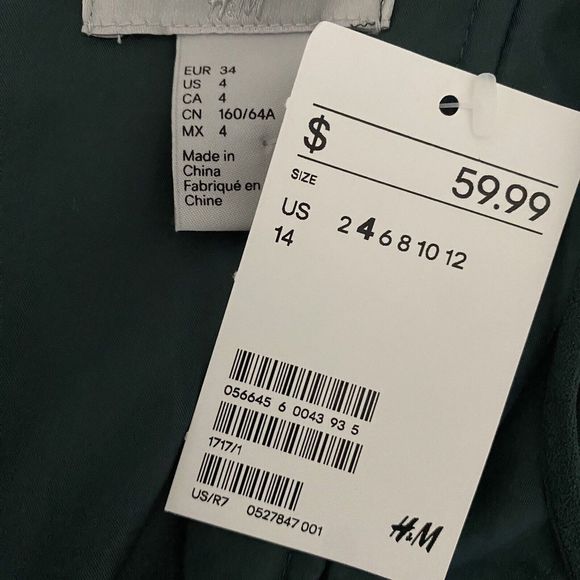 H&M
EUR 34
US 4
CA 4
CN 160/64A
MX 4
Made in
China
Fabriqué en
Chine
$ 59.99
SIZE
US 2 4 6 8 10 12
14
056645 6 0043 93 5
1717/1
US/R7 0527847 001
H&M